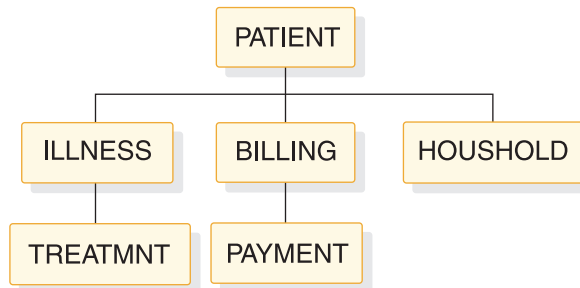 PATIENT
ILLNESS
BILLING
HOUSHOLD
TREATMNT
PAYMENT